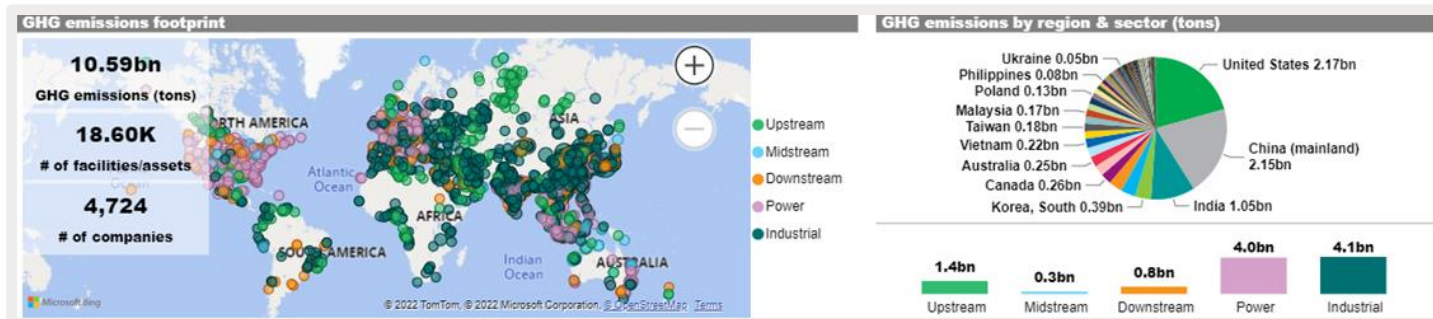 GHG emissions footprint
10.59bn
GHG emissions (tons)
18.60K
# of facilities/assets
4,724
# of companies
ORTH AMERICA
ASIA
Atlantic
Ocean
AFRICA
SOUTH AMERICA
Indian
Ocean
AUSTRALIA
Microsoft Bing
© 2022 TomTom, © 2022 Microsoft Corporation, © OpenStreetMap Terms
Upstream
Midstream
Downstream
Power
Industrial
GHG emissions by region & sector (tons)
Ukraine 0.05bn
Philippines 0.08bn
Poland 0.13bn
Malaysia 0.17bn
Taiwan 0.18bn
Vietnam 0.22bn
Australia 0.25bn
Canada 0.26bn
Korea, South 0.39bn
United States 2.17bn
China (mainland)
2.15bn
India 1.05bn
1.4bn
Upstream
0.3bn
Midstream
0.8bn
Downstream
4.0bn
Power
4.1bn
Industrial